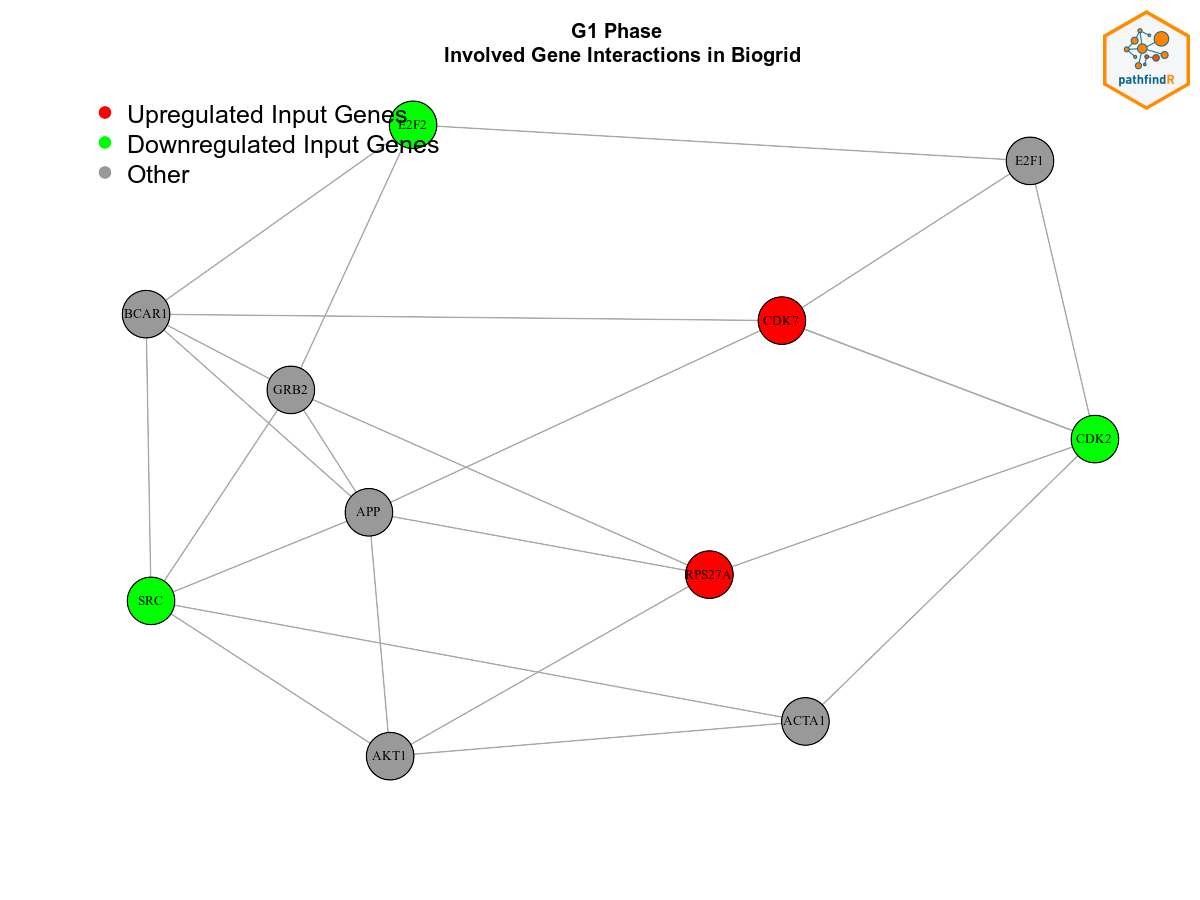 G1 Phase
Involved Gene Interactions in Biogrid
pathfindR
Upregulated Input Genes
Downregulated Input Genes
Other
E2F2
E2F1
BCAR1
CDK7
GRB2
CDK2
APP
RPS27A
SRC
ACTA1
AKT1